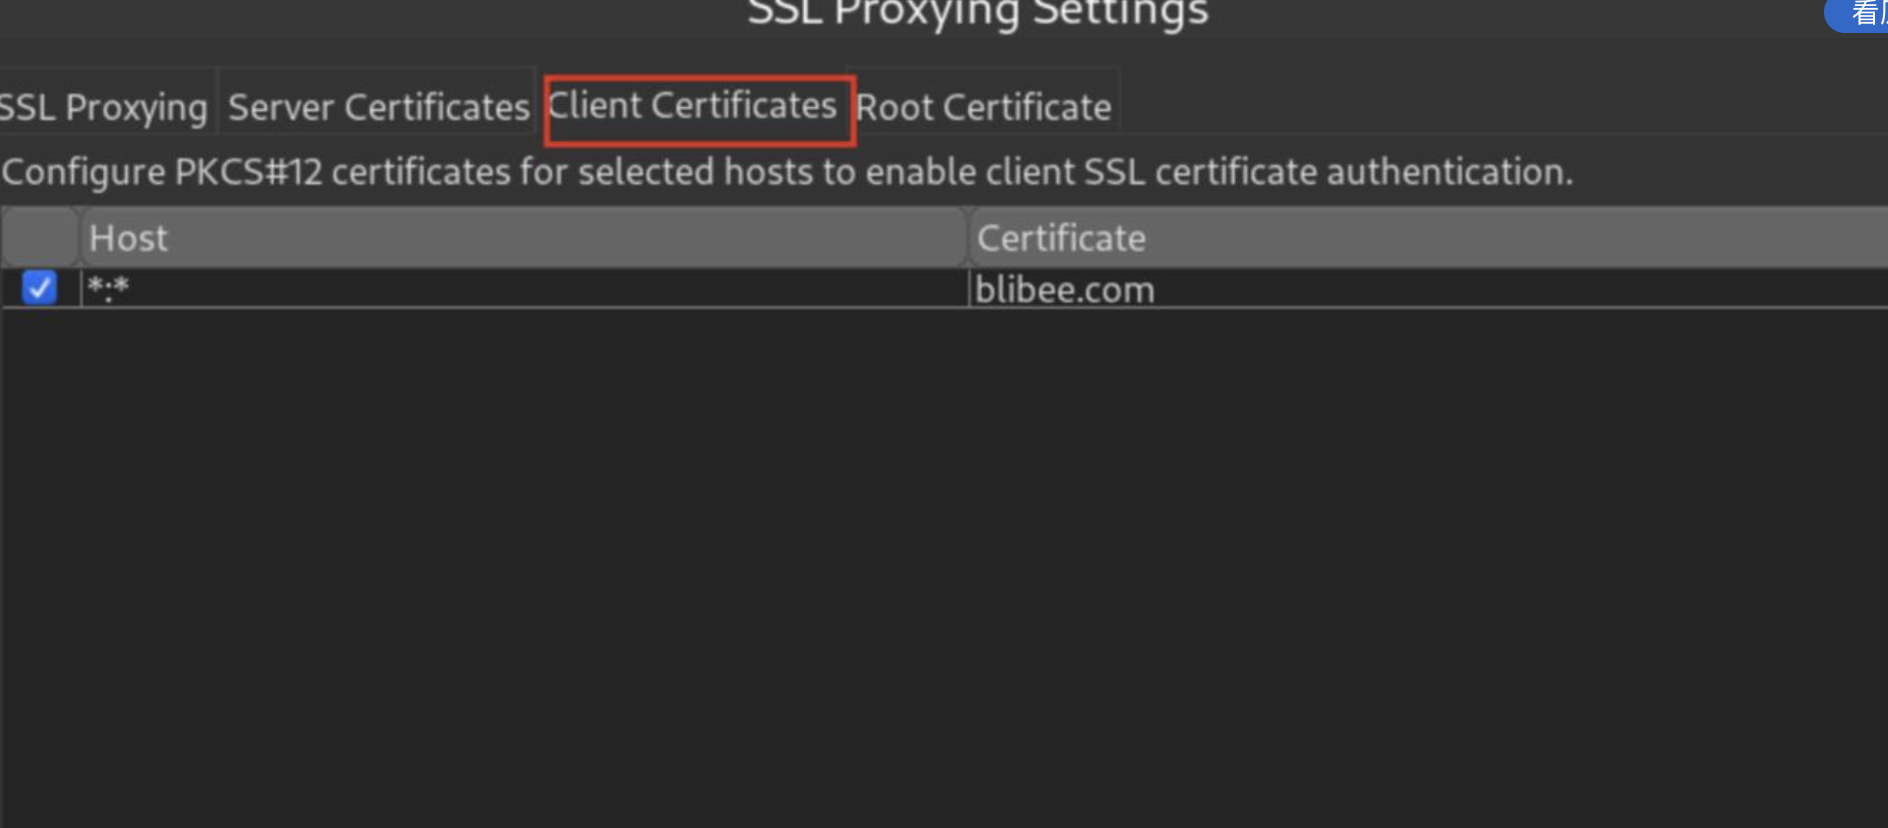 SSL Proxying Settings
看
SSL Proxying Server Certificates Client Certificates Root Certificate
Configure PKCS#12 certificates for selected hosts to enable client SSL certificate authentication.
Host Certificate
*:* blibee.com